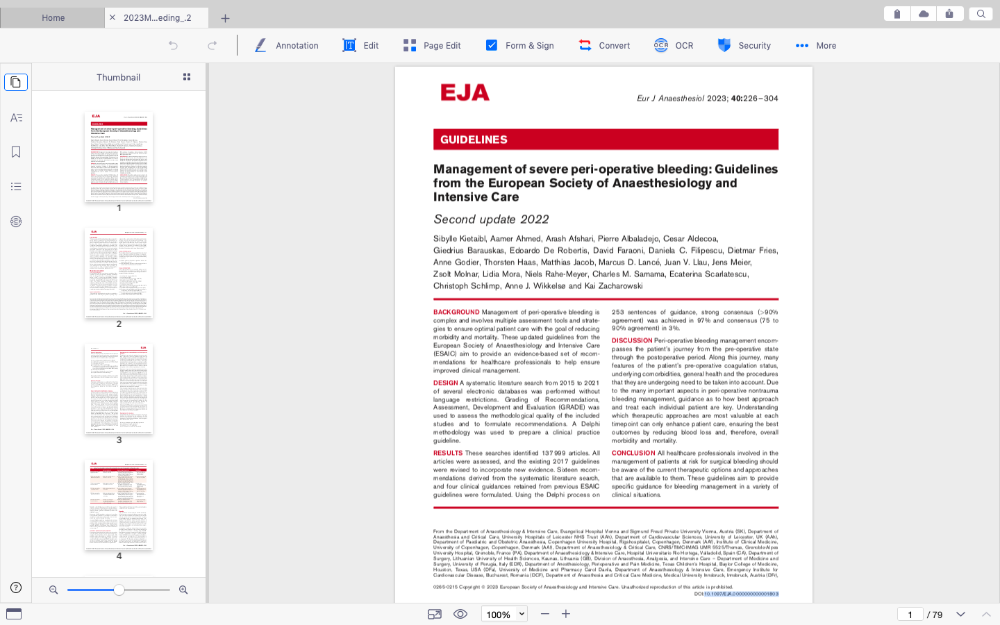 Home
2023M...eding_.2
Annotation
Edit
Page Edit
Form & Sign
Convert
OCR
Security
More
Thumbnail
1
2
3
4
EJA
Eur J Anaesthesiol 2023; 40:226–304
GUIDELINES
Management of severe peri-operative bleeding: Guidelines
from the European Society of Anaesthesiology and
Intensive Care
Second update 2022
Sibylle Kietaibl, Aamer Ahmed, Arash Afshari, Pierre Albaladejo, Cesar Aldecoa,
Giedrius Barauskas, Edoardo De Robertis, David Faraoni, Daniela C. Filipescu, Dietmar Fries,
Anne Godier, Thorsten Haas, Matthias Jacob, Marcus D. Lancé, Juan V. Llau, Jens Meier,
Zsolt Molnar, Lidia Mora, Niels Rahe-Meyer, Charles M. Samama, Ecaterina Scarlatescu,
Christoph Schlimp, Anne J. Wikkelsø and Kai Zacharowski
BACKGROUND Management of peri-operative bleeding is
complex and involves multiple assessment tools and strate-
gies to ensure optimal patient care with the goal of reducing
morbidity and mortality. These updated guidelines from the
European Society of Anaesthesiology and Intensive Care
(ESAIC) aim to provide an evidence-based set of recom-
mendations for healthcare professionals to help ensure
improved clinical management.
DESIGN A systematic literature search from 2015 to 2021
of several electronic databases was performed without
language restrictions. Grading of Recommendations,
Assessment, Development and Evaluation (GRADE) was
used to assess the methodological quality of the included
studies and to formulate recommendations. A Delphi
methodology was used to prepare a clinical practice
guideline.
RESULTS These searches identified 137 999 articles. All
articles were assessed, and the existing 2017 guidelines
were revised to incorporate new evidence. Sixteen recom-
mendations derived from the systematic literature search,
and four clinical guidances retained from previous ESAIC
guidelines were formulated. Using the Delphi process on
253 sentences of guidance, strong consensus (>90%
agreement) was achieved in 97% and consensus (75 to
90% agreement) in 3%.
DISCUSSION Peri-operative bleeding management encom-
passes the patient's journey from the pre-operative state
through the postoperative period. Along this journey, many
features of the patient's pre-operative coagulation status,
underlying comorbidities, general health and the procedures
that they are undergoing need to be taken into account. Due
to the many important aspects in peri-operative nontrauma
bleeding management, guidance as to how best approach
and treat each individual patient are key. Understanding
which therapeutic approaches are most valuable at each
timepoint can only enhance patient care, ensuring the best
outcomes by reducing blood loss and, therefore, overall
morbidity and mortality.
CONCLUSION All healthcare professionals involved in the
management of patients at risk for surgical bleeding should
be aware of the current therapeutic options and approaches
that are available to them. These guidelines aim to provide
specific guidance for bleeding management in a variety of
clinical situations.
From the Department of Anaesthesiology & Intensive Care, Evangelical Hospital Vienna and Sigmund Freud Private University Vienna, Austria (SK), Department of
Anaesthesia and Critical Care, University Hospitals of Leicester NHS Trust (AAh), Department of Cardiovascular Sciences, University of Leicester, UK (AAh),
Department of Paediatric and Obstetric Anaesthesia, Copenhagen University Hospital, Rigshospitalet, Copenhagen, Denmark (AAf), Institute of Clinical Medicine,
University of Copenhagen, Copenhagen, Denmark (AAf), Department of Anaesthesiology & Critical Care, CNRS/TIMC-IMAG UMR 5525/Themas, Grenoble-Alpes
University Hospital, Grenoble, France (PA), Department of Anaesthesiology & Intensive Care, Hospital Universitario Rio Hortega, Valladolid, Spain (CA), Department of
Surgery, Lithuanian University of Health Sciences, Kaunas, Lithuania (GB), Division of Anaesthesia, Analgesia, and Intensive Care – Department of Medicine and
Surgery, University of Perugia, Italy (EDR), Department of Anesthesiology, Perioperative and Pain Medicine, Texas Children's Hospital, Baylor College of Medicine,
Houston, Texas, USA (DFa), University of Medicine and Pharmacy Carol Davila, Department of Anaesthesiology & Intensive Care, Emergency Institute for
Cardiovascular Disease, Bucharest, Romania (DCF), Department of Anaesthesia and Critical Care Medicine, Medical University Innsbruck, Innsbruck, Austria (DFr),
0265-0215 Copyright © 2023 European Society of Anaesthesiology and Intensive Care. Unauthorized reproduction of this article is prohibited.
DOI:10.1097/EJA.0000000000001803
100%
1 / 79